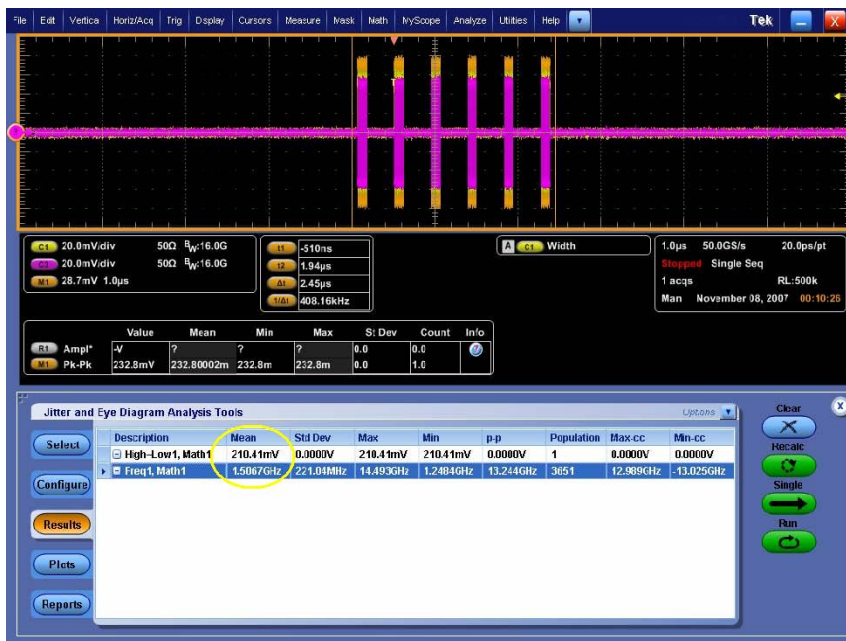 File Edit Vertica Horiz/Acq Trig Display Cursors Measure Mask Math MyScope Analyze Utilities Help Tek X
T
C1 20.0mV/div 50Ω BW:16.0G
C3 20.0mV/div 50Ω BW:16.0G
M1 28.7mV 1.0µs
t1 -510ns
t2 1.94µs
Δt 2.45µs
1/Δt 408.16kHz
A C1 Width
1.0µs 50.0GS/s 20.0ps/pt
Stopped Single Seq
1 acqs RL:500k
Man November 08, 2007 00:10:26
Value Mean Min Max St Dev Count Info
R1 Ampl* -V ? ? ? 0.0 0.0
M1 Pk-Pk 232.8mV 232.80002m 232.8m 232.8m 0.0 1.0
Jitter and Eye Diagram Analysis Tools
Options
Select
Configure
Results
Plots
Reports
Description Mean Std Dev Max Min p-p Population Max-cc Min-cc
High-Low1, Math1 210.41mV 0.0000V 210.41mV 210.41mV 0.0000V 1 0.0000V 0.0000V
Freq1, Math1 1.5067GHz 221.04MHz 14.493GHz 1.2484GHz 13.244GHz 3651 12.989GHz -13.025GHz
Clear
X
Recalc
Single
Run